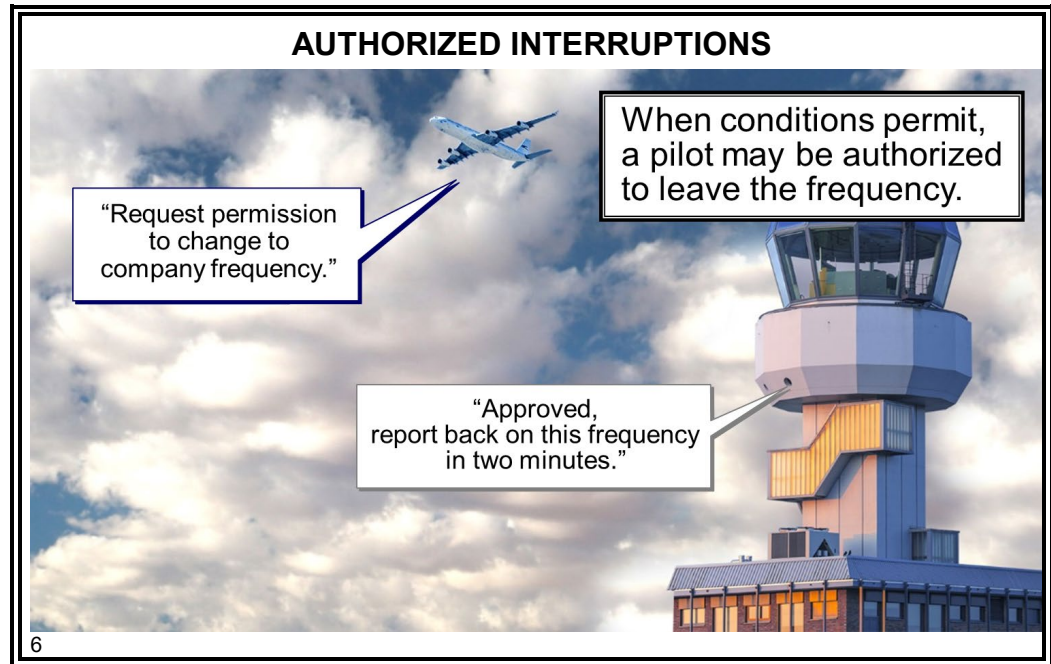 AUTHORIZED INTERRUPTIONS
When conditions permit,
a pilot may be authorized
to leave the frequency.
“Request permission
to change to
company frequency.”
“Approved,
report back on this frequency
in two minutes.”
6